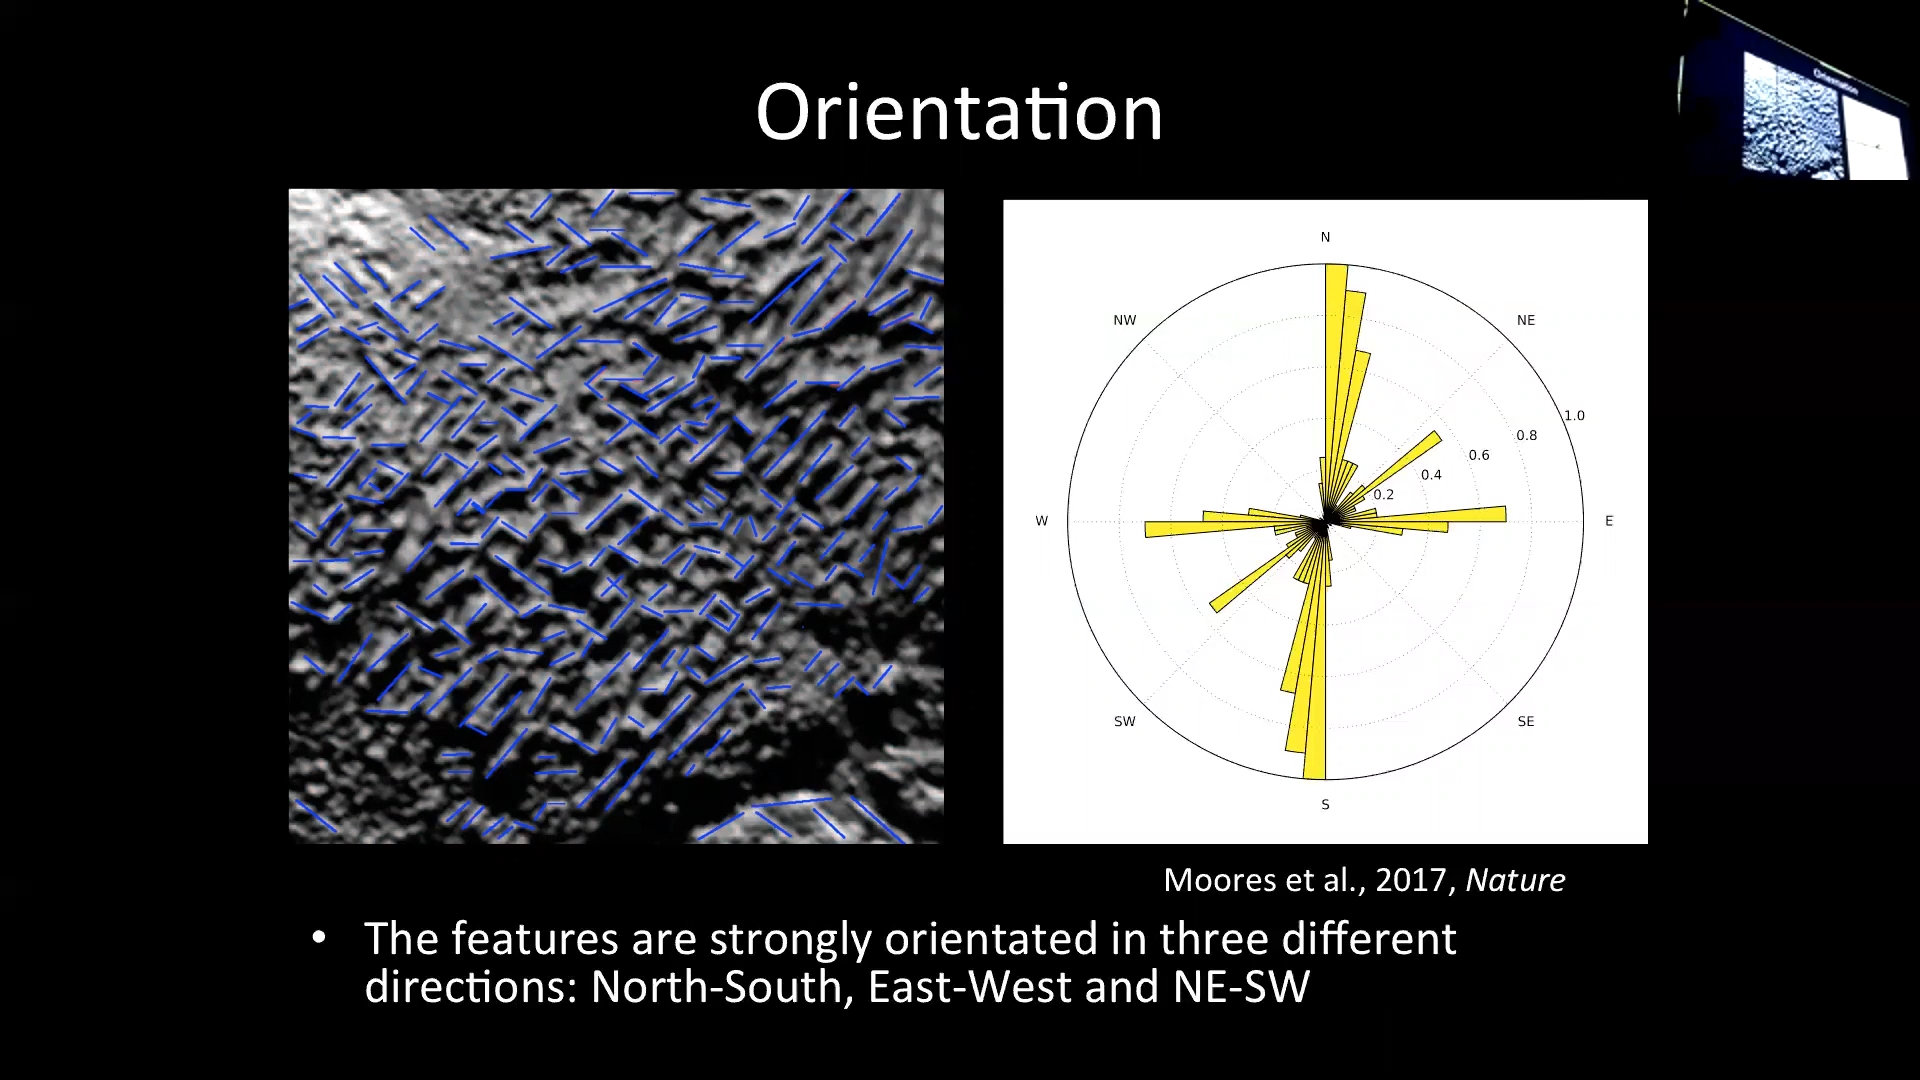 Orientation
Orientation
N
NW
NE
1.0
0.8
0.6
0.4
0.2
W
E
SW
SE
S
Moores et al., 2017, Nature
• The features are strongly orientated in three different
directions: North-South, East-West and NE-SW